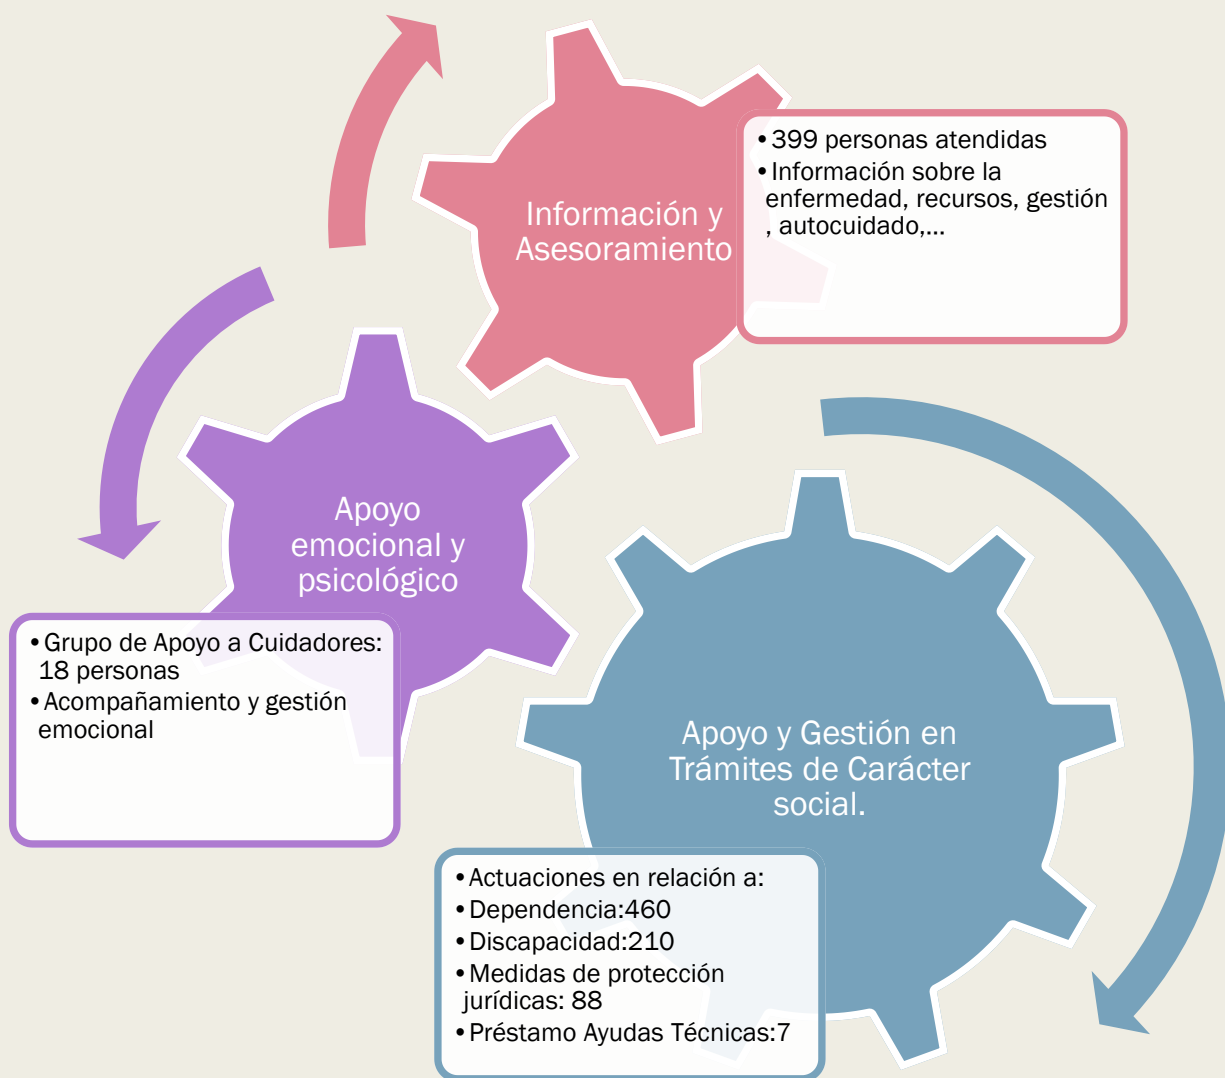 Información y
Asesoramiento
•399 personas atendidas
•Información sobre la
enfermedad, recursos, gestión
, autocuidado,...
Apoyo
emocional y
psicológico
•Grupo de Apoyo a Cuidadores:
18 personas
•Acompañamiento y gestión
emocional
Apoyo y Gestión en
Trámites de Carácter
social.
•Actuaciones en relación a:
•Dependencia:460
•Discapacidad:210
•Medidas de protección
jurídicas: 88
•Préstamo Ayudas Técnicas:7